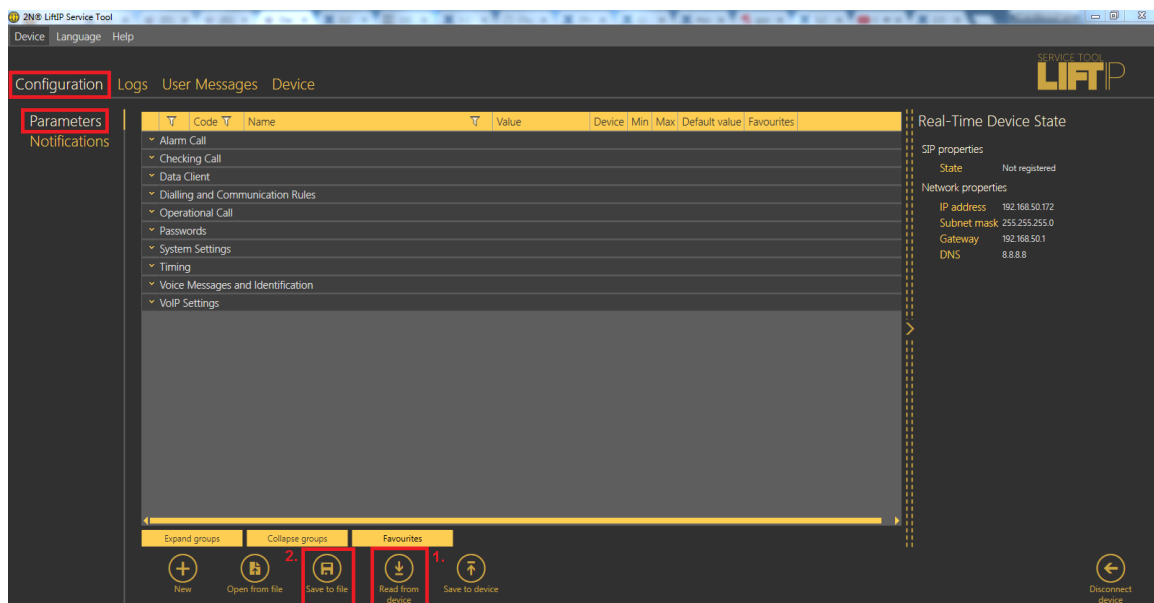 2N® LiftIP Service Tool
Device Language Help
SERVICE TOOL
LIFTIP
Configuration Logs User Messages Device
Parameters
Notifications
Code Name Value Device Min Max Default value Favourites
Alarm Call
Checking Call
Data Client
Dialling and Communication Rules
Operational Call
Passwords
System Settings
Timing
Voice Messages and Identification
VoIP Settings
Real-Time Device State
SIP properties
State Not registered
Network properties
IP address 192.168.50.172
Subnet mask 255.255.255.0
Gateway 192.168.50.1
DNS 8.8.8.8
Expand groups Collapse groups Favourites
2. 1.
New Open from file Save to file Read from device Save to device
Disconnect device